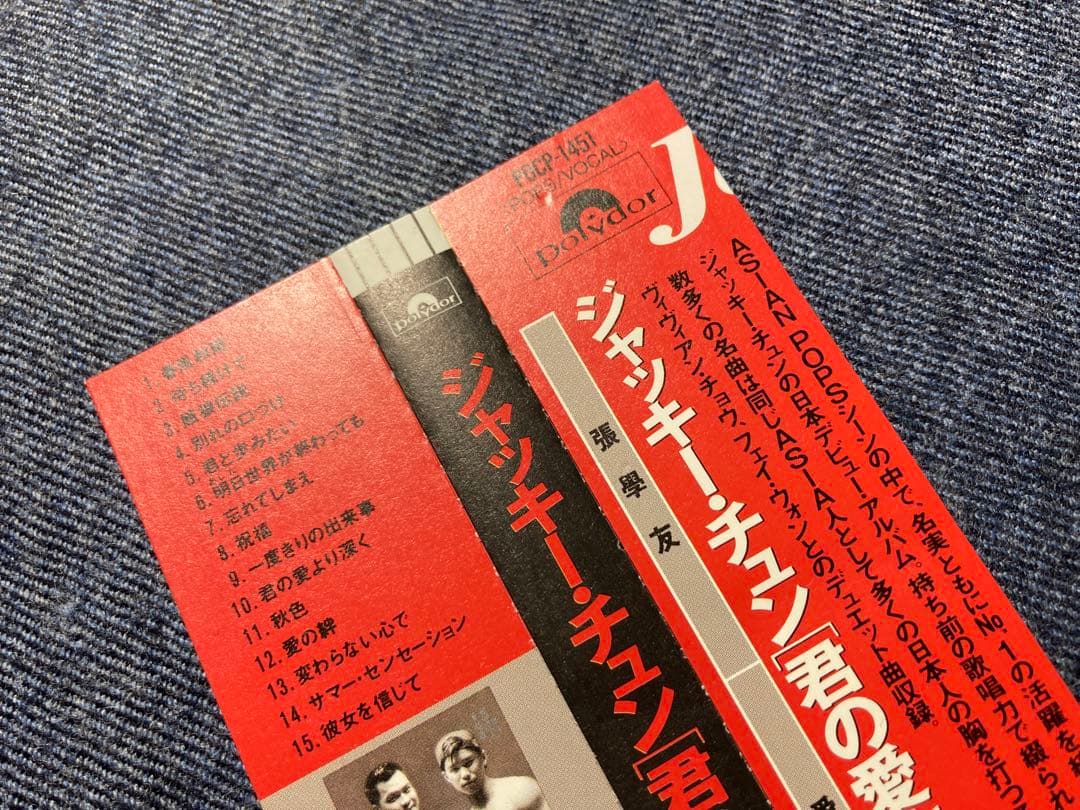 POCP-1451
<POPS/VOCAL>
polydor
J
ASIAN POPSシーンの中で、名実ともに№1の活躍を
ジャッキー・チュンの日本デビュー・アルバム。持ち前の歌唱力で綴られ
数多くの名曲は同じASIA人として多くの日本人の胸を打つ
ヴィヴィアン・チョウ、フェイ・ウォンとのデュエット曲収録。
ジャッキー・チュン[君の愛
張學友
愛
polydor
ジャッキー・チュン[君
1.
2. 待ち続けて
3.
4. 別れの口づけ
5. 君と歩みたい
6. 明日世界が終わっても
7. 忘れてしまえ
8. 祝福
9. 一度きりの出来事
10. 君の愛より深く
11. 秋色
12. 愛の絆
13. 変わらない心で
14. サマー・センセーション
15. 彼女を信じて